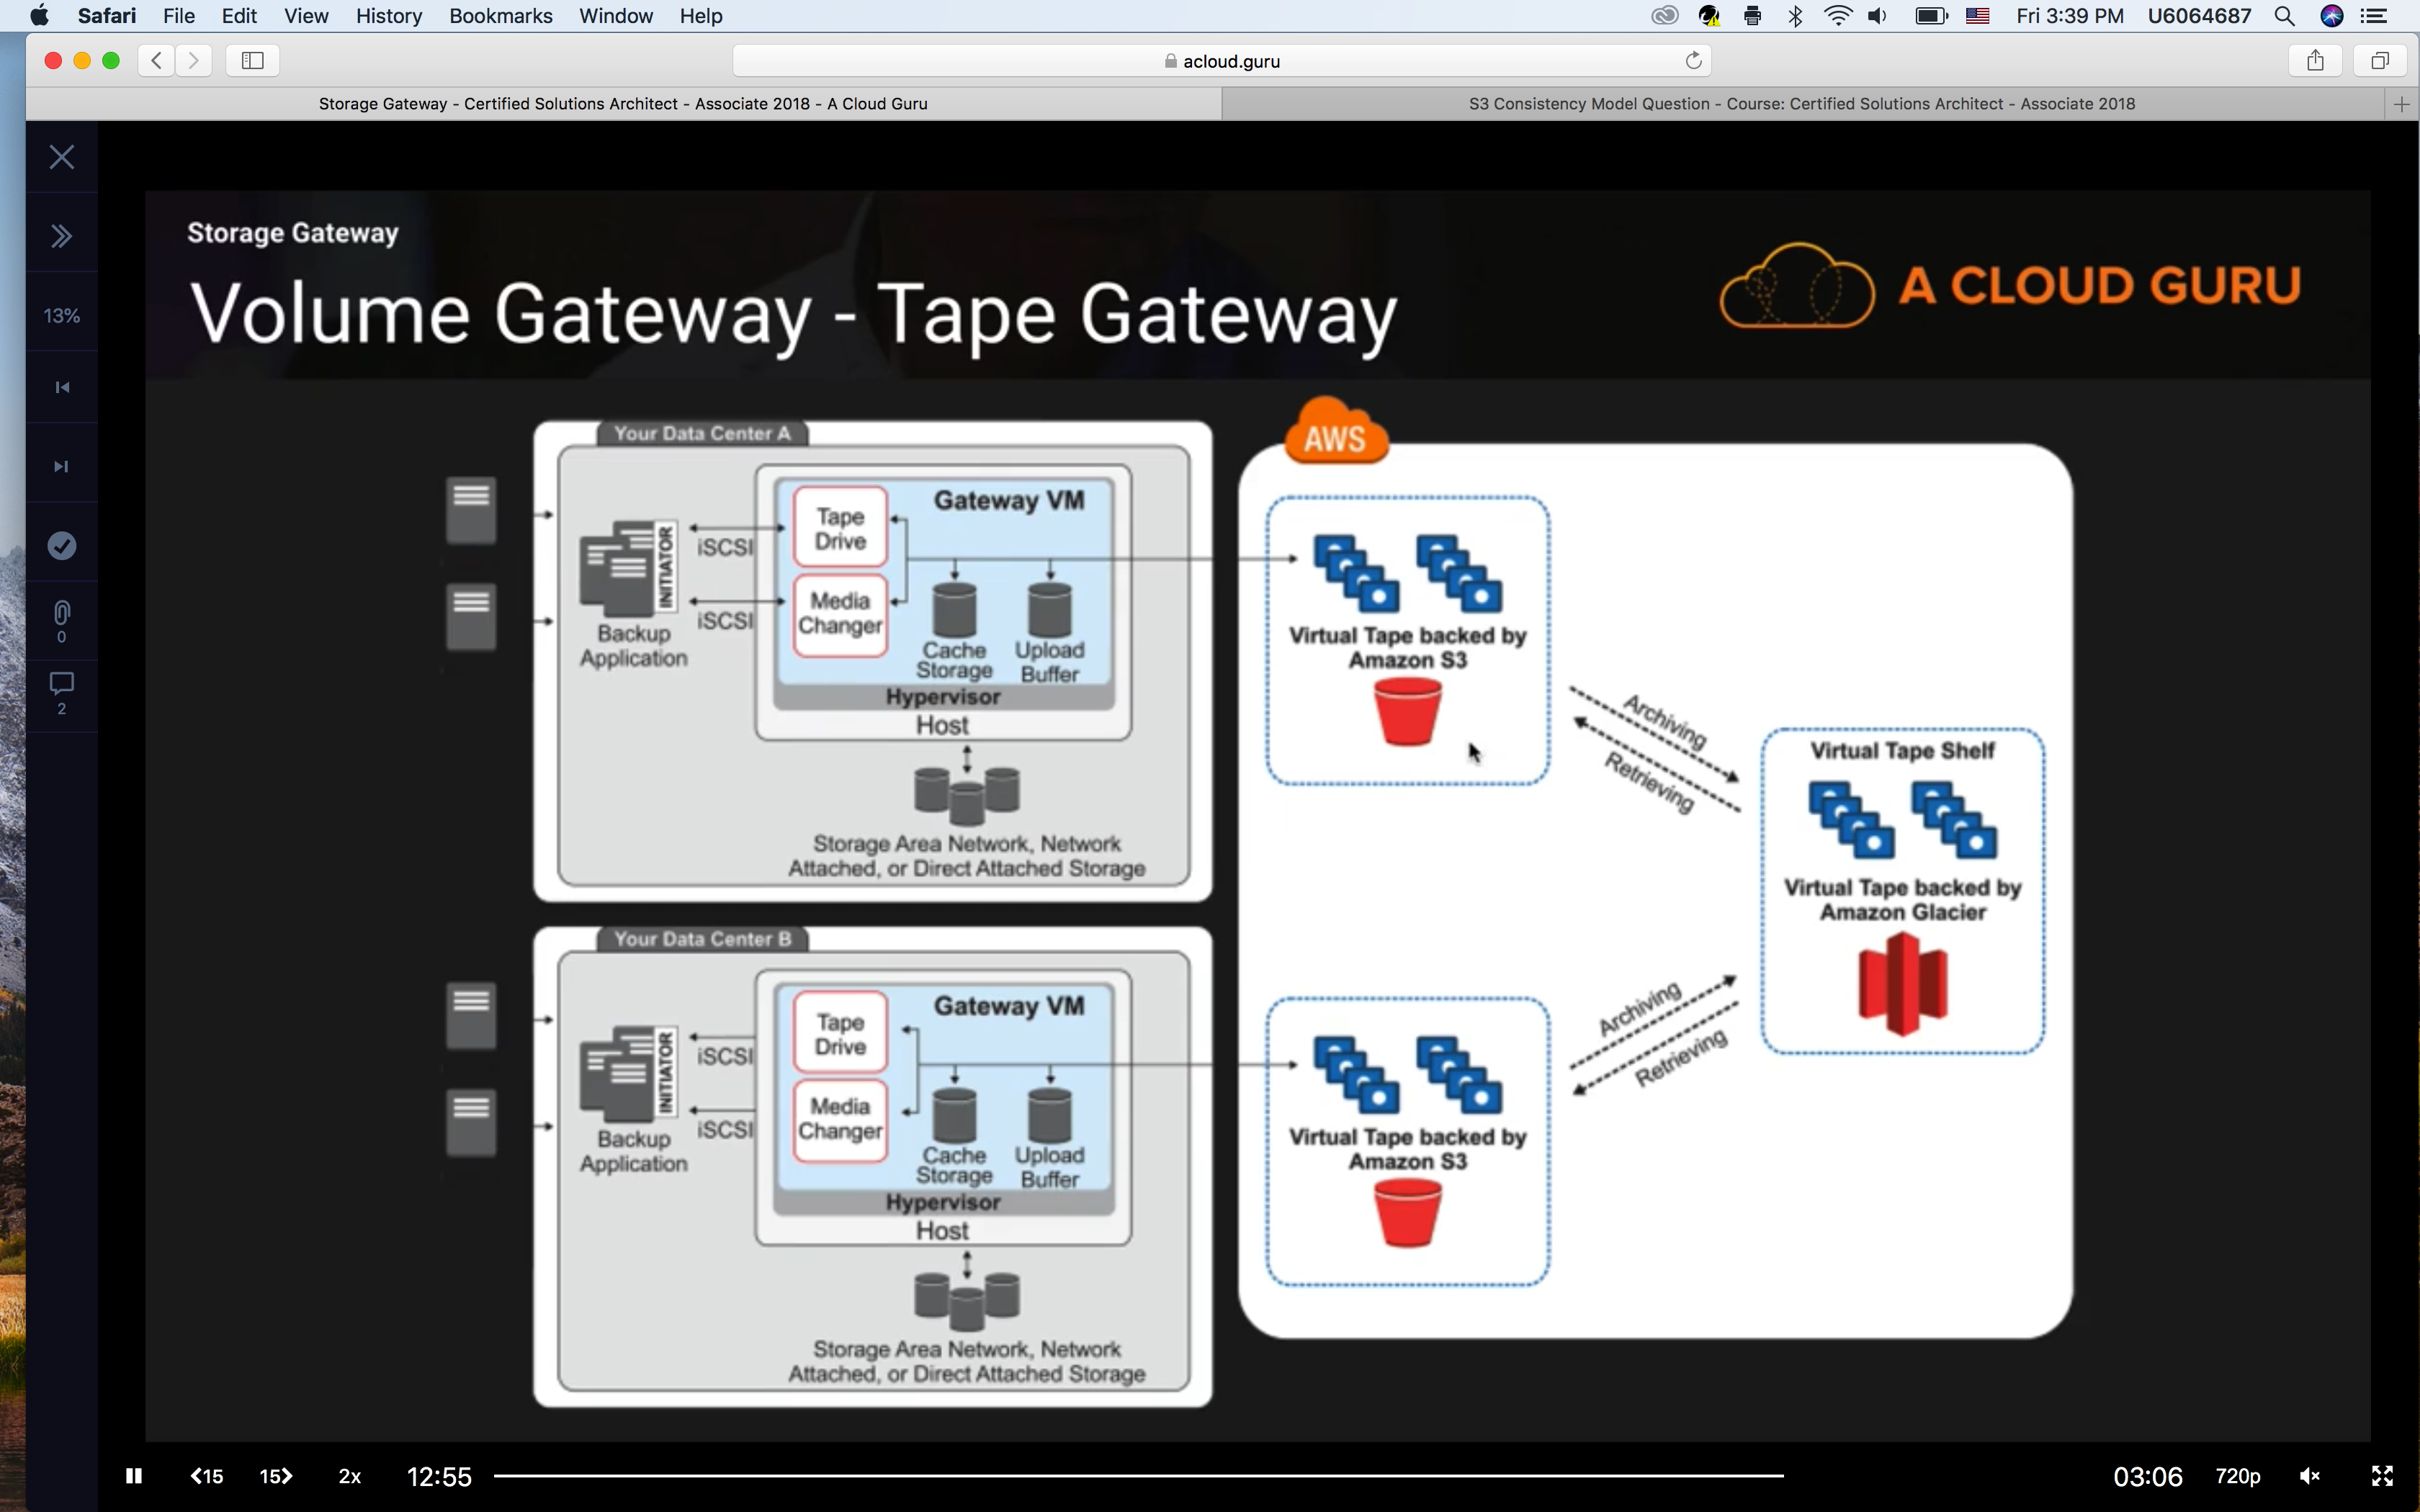 Safari File Edit View History Bookmarks Window Help Fri 3:39 PM U6064687
acloud.guru
Storage Gateway - Certified Solutions Architect - Associate 2018 - A Cloud Guru
S3 Consistency Model Question - Course: Certified Solutions Architect - Associate 2018
13%
0
2
Storage Gateway
Volume Gateway - Tape Gateway
A CLOUD GURU
Your Data Center A
Gateway VM
Tape
Drive
Media
Changer
iSCSI
iSCSI
INITIATOR
Backup
Application
Cache
Storage
Upload
Buffer
Hypervisor
Host
Storage Area Network, Network
Attached, or Direct Attached Storage
Your Data Center B
Gateway VM
Tape
Drive
Media
Changer
iSCSI
iSCSI
INITIATOR
Backup
Application
Cache
Storage
Upload
Buffer
Hypervisor
Host
Storage Area Network, Network
Attached, or Direct Attached Storage
AWS
Virtual Tape backed by
Amazon S3
Archiving
Retrieving
Virtual Tape Shelf
Virtual Tape backed by
Amazon Glacier
Archiving
Retrieving
Virtual Tape backed by
Amazon S3
15 15 2x 12:55 03:06 720p